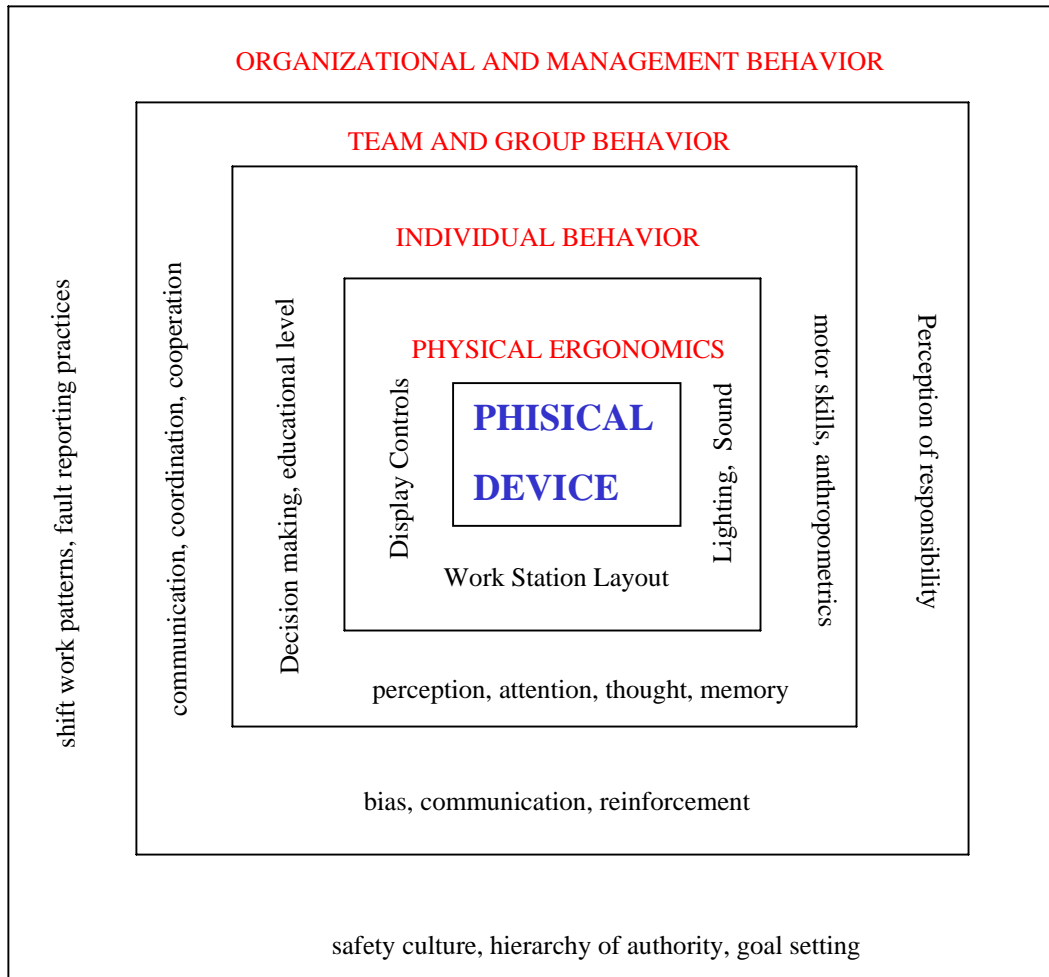 ORGANIZATIONAL AND MANAGEMENT BEHAVIOR
TEAM AND GROUP BEHAVIOR
INDIVIDUAL BEHAVIOR
PHYSICAL ERGONOMICS
shift work patterns, fault reporting practices
communication, coordination, cooperation
Decision making, educational level
Display Controls
PHISICAL
DEVICE
Lighting, Sound
motor skills, anthropometrics
Perception of responsibility
Work Station Layout
perception, attention, thought, memory
bias, communication, reinforcement
safety culture, hierarchy of authority, goal setting